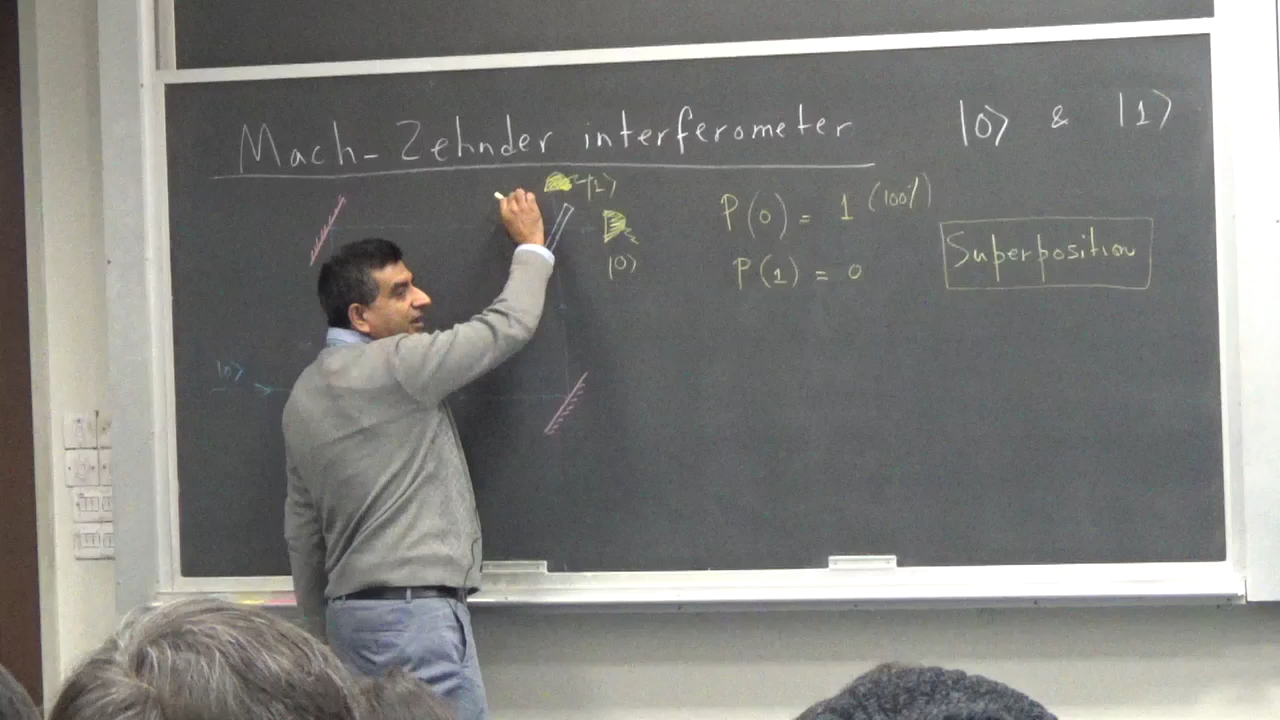 Mach-Zehnder interferometer
|0⟩ & |1⟩
|1⟩
|0⟩
P(0) = 1 (100%)
P(1) = 0
Superposition
|0⟩